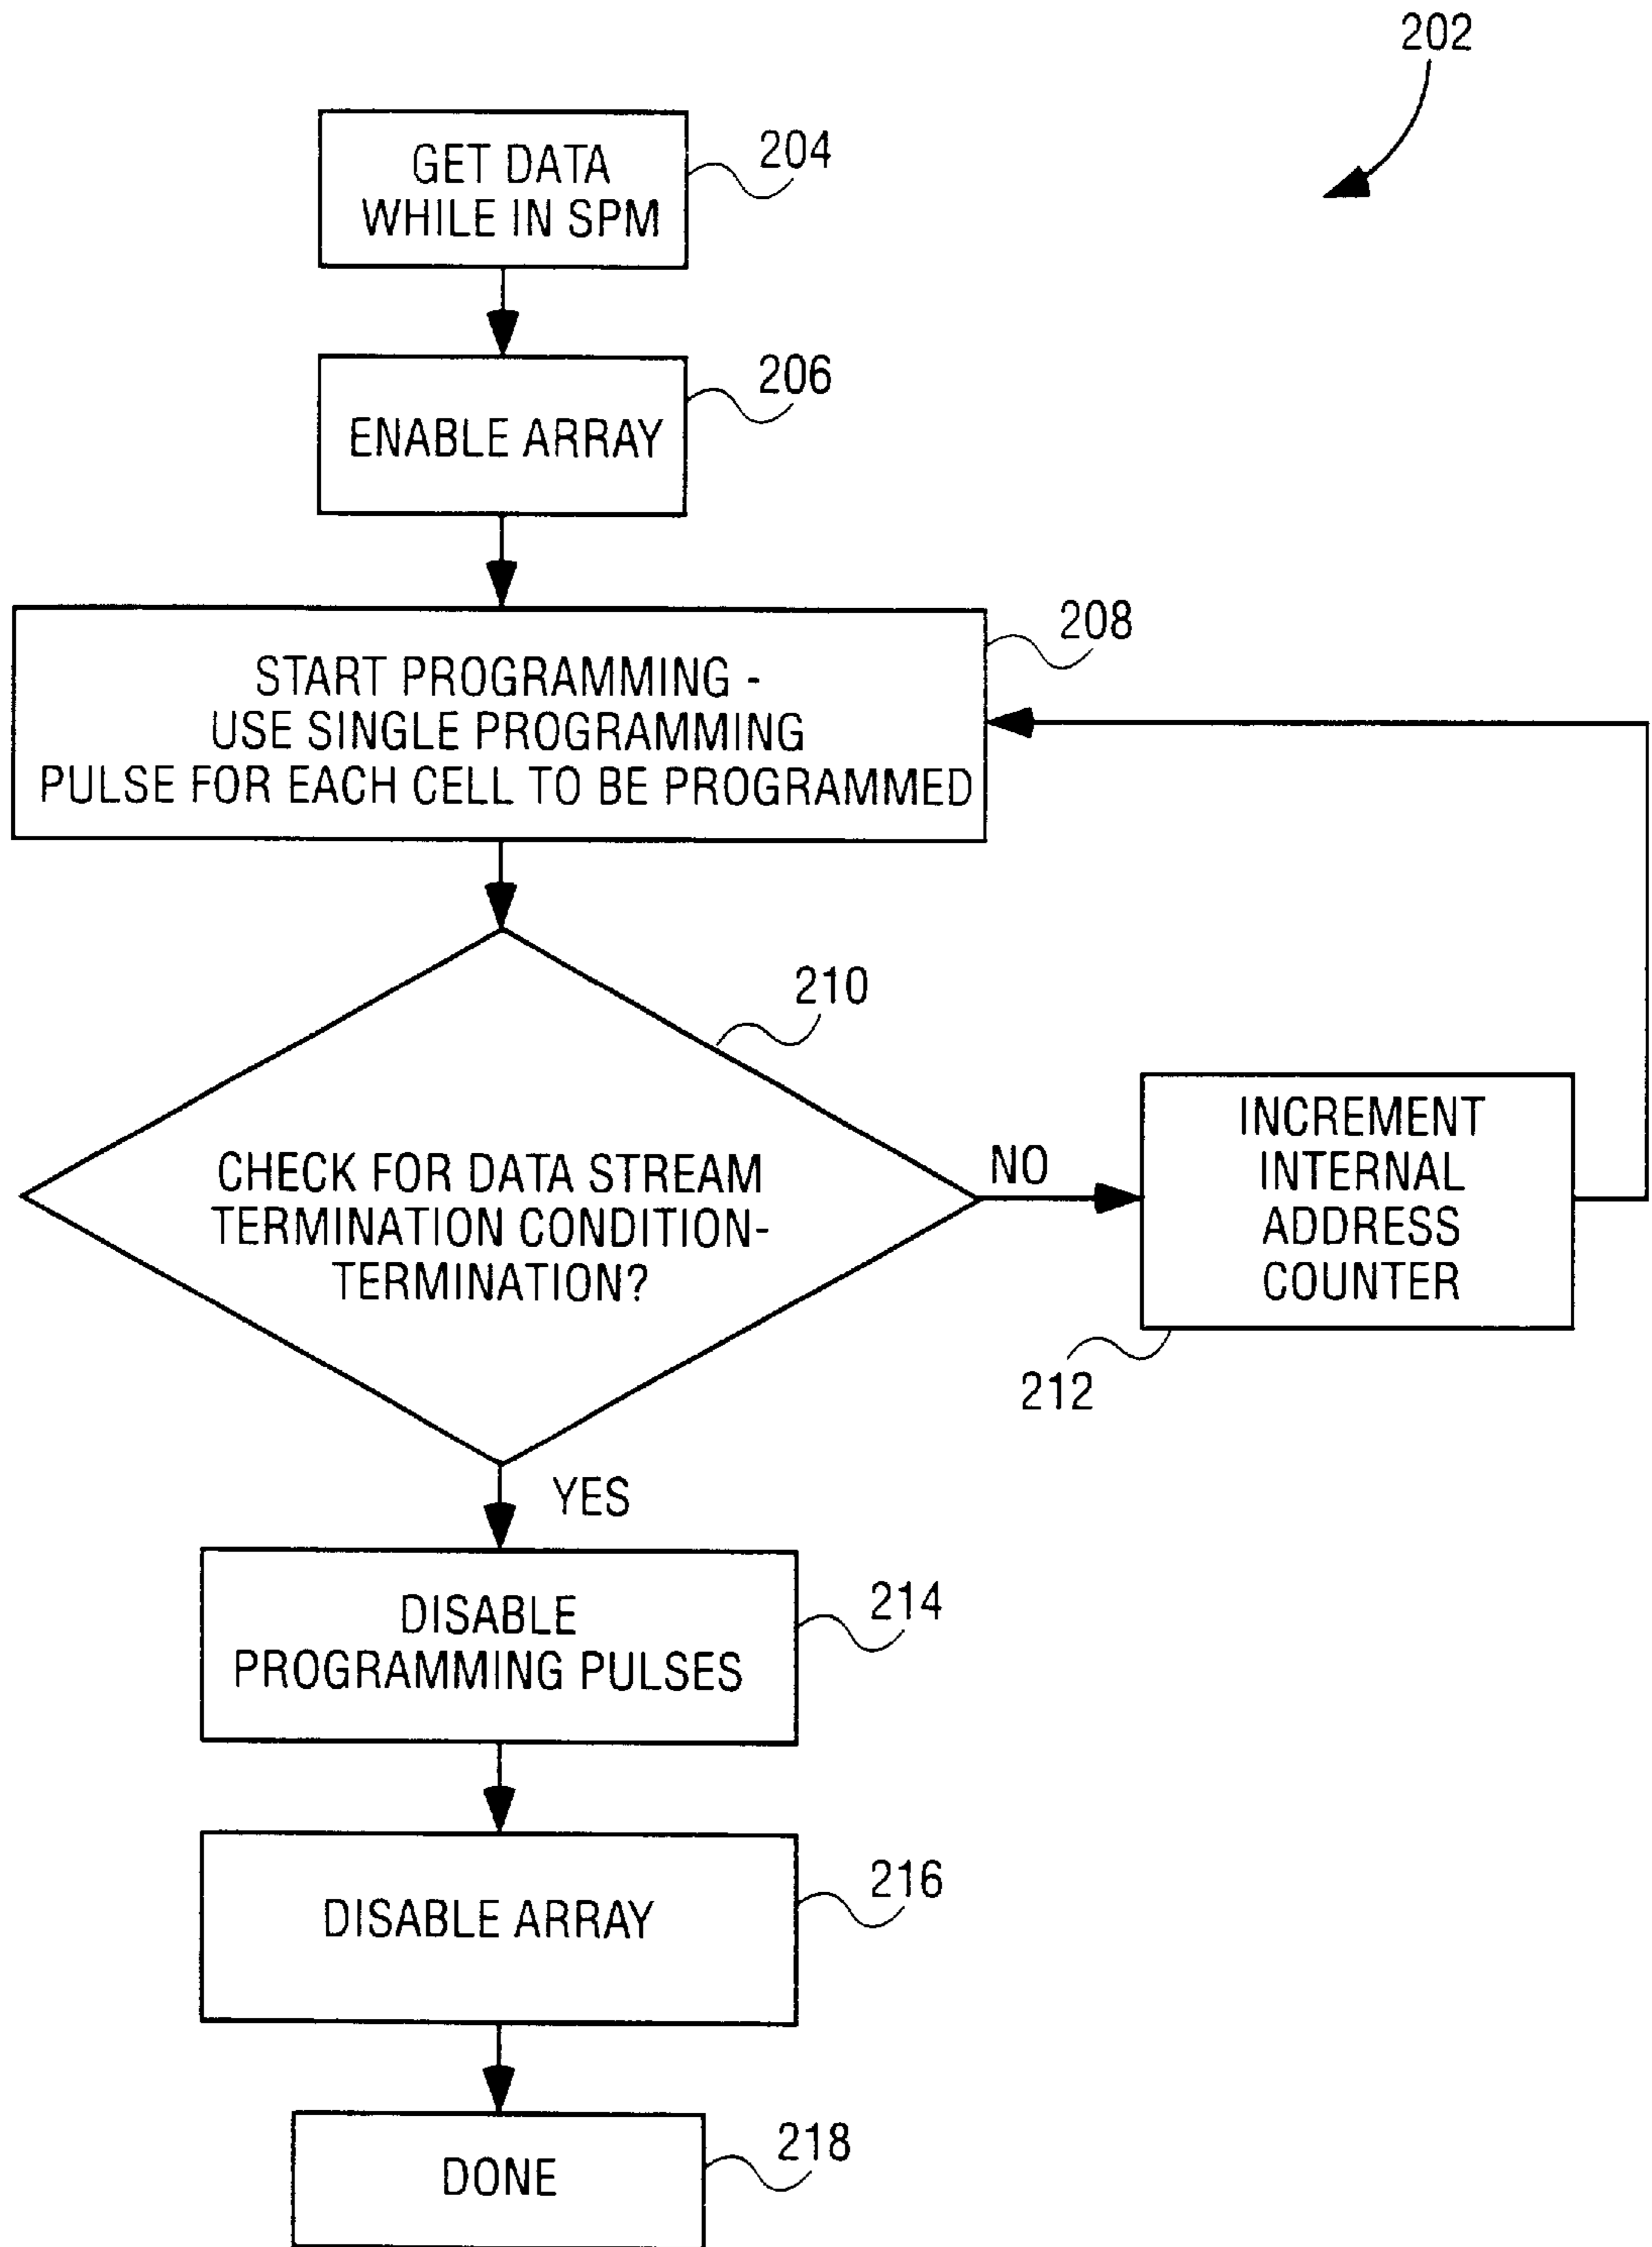 202
GET DATA
WHILE IN SPM
204
ENABLE ARRAY
206
START PROGRAMMING -
USE SINGLE PROGRAMMING
PULSE FOR EACH CELL TO BE PROGRAMMED
208
CHECK FOR DATA STREAM
TERMINATION CONDITION-
TERMINATION?
210
NO
INCREMENT
INTERNAL
ADDRESS
COUNTER
212
YES
DISABLE
PROGRAMMING PULSES
214
DISABLE ARRAY
216
DONE
218